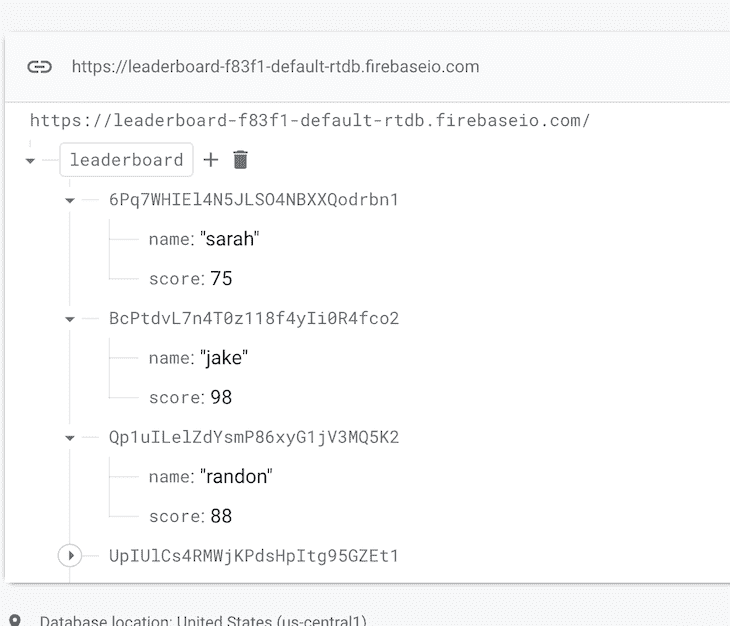 https://leaderboard-f83f1-default-rtdb.firebaseio.com
https://leaderboard-f83f1-default-rtdb.firebaseio.com/
leaderboard
6Pq7WHIEl4N5JLSO4NBXXQodrbn1
name: "sarah"
score: 75
BcPtdvL7n4T0z118f4yIi0R4fco2
name: "jake"
score: 98
Qp1uILelZdYsmP86xyG1jV3MQ5K2
name: "randon"
score: 88
UpIUlCs4RMWjKPdsHpItg95GZEt1
Database location: United States (us-central1)